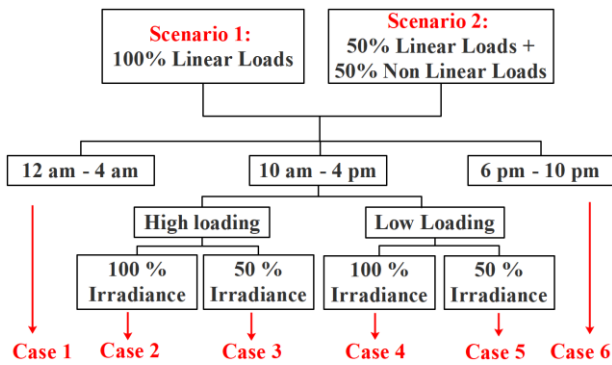 Scenario 1:
100% Linear Loads
Scenario 2:
50% Linear Loads +
50% Non Linear Loads
12 am - 4 am
10 am - 4 pm
6 pm - 10 pm
High loading
Low Loading
100 %
Irradiance
50 %
Irradiance
100 %
Irradiance
50 %
Irradiance
Case 1
Case 2
Case 3
Case 4
Case 5
Case 6